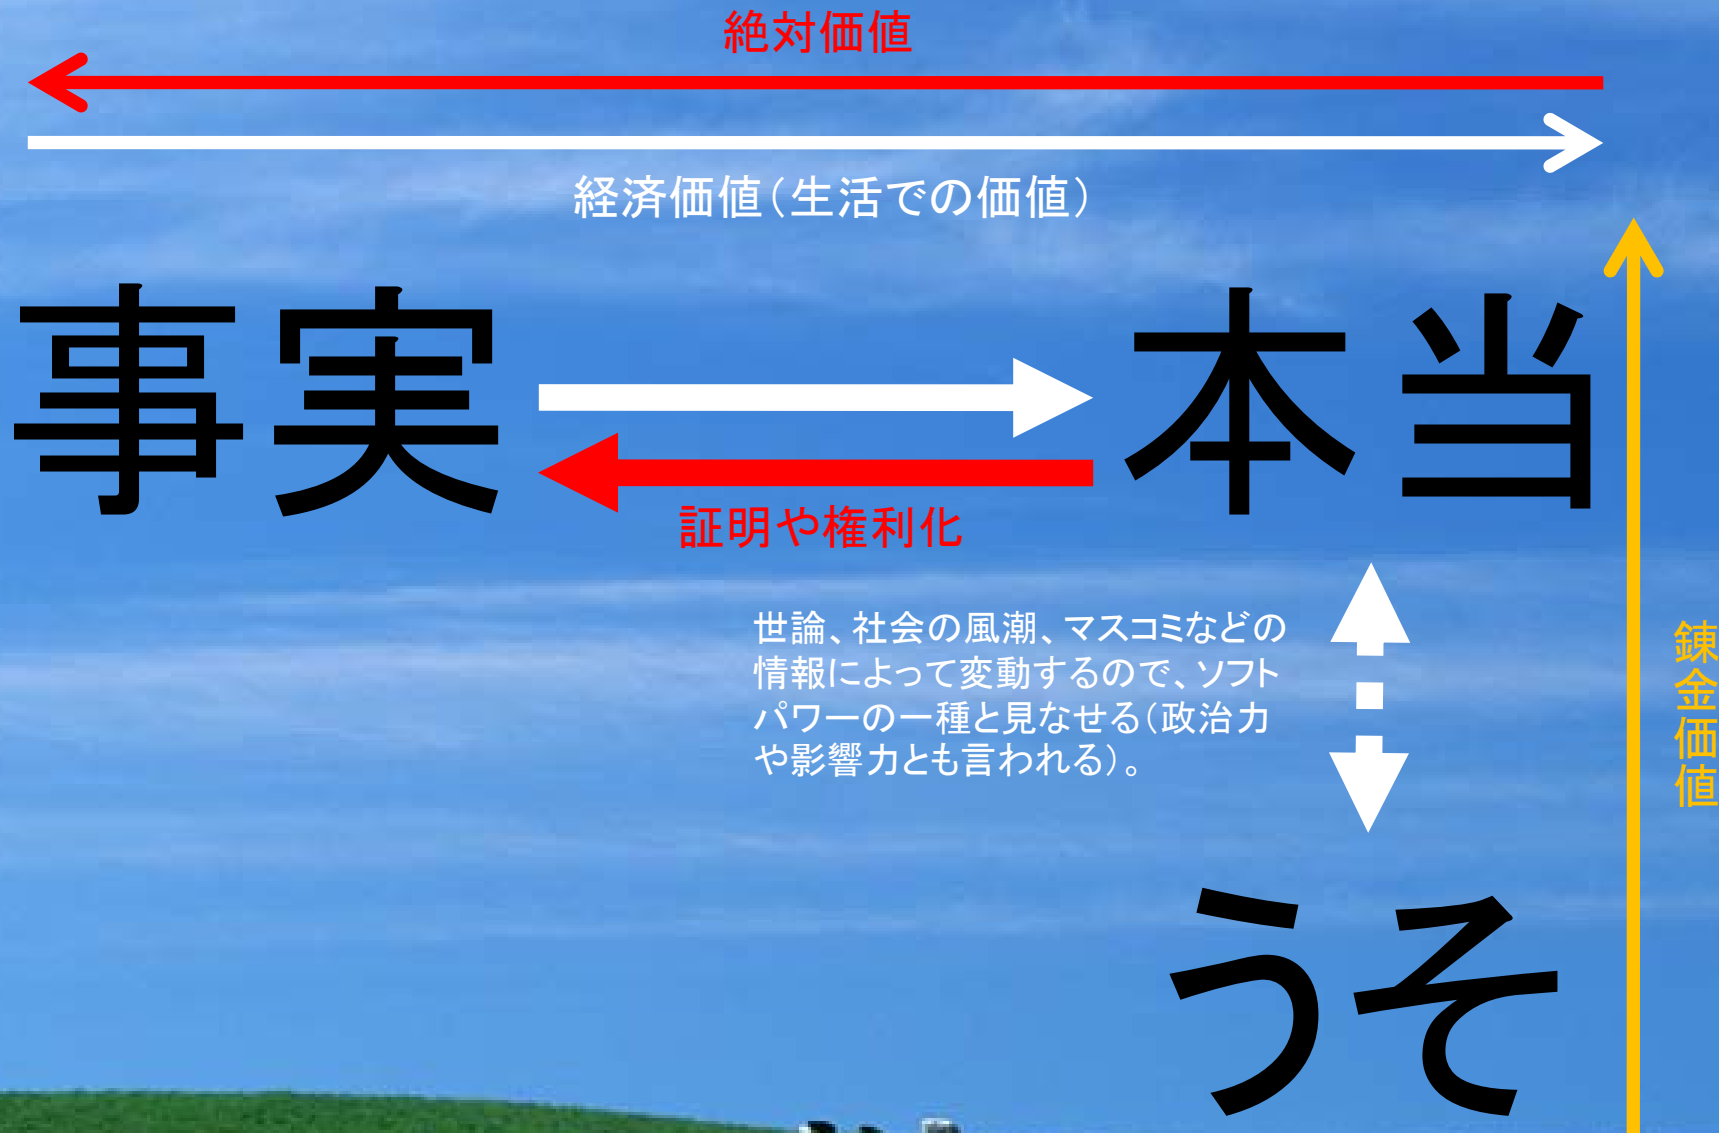 絶対価値
経済価値(生活での価値)
事実
本当
証明や権利化
世論、社会の風潮、マスコミなどの
情報によって変動するので、ソフト
パワーの一種と見なせる(政治力
や影響力とも言われる)。
錬金価値
うそ